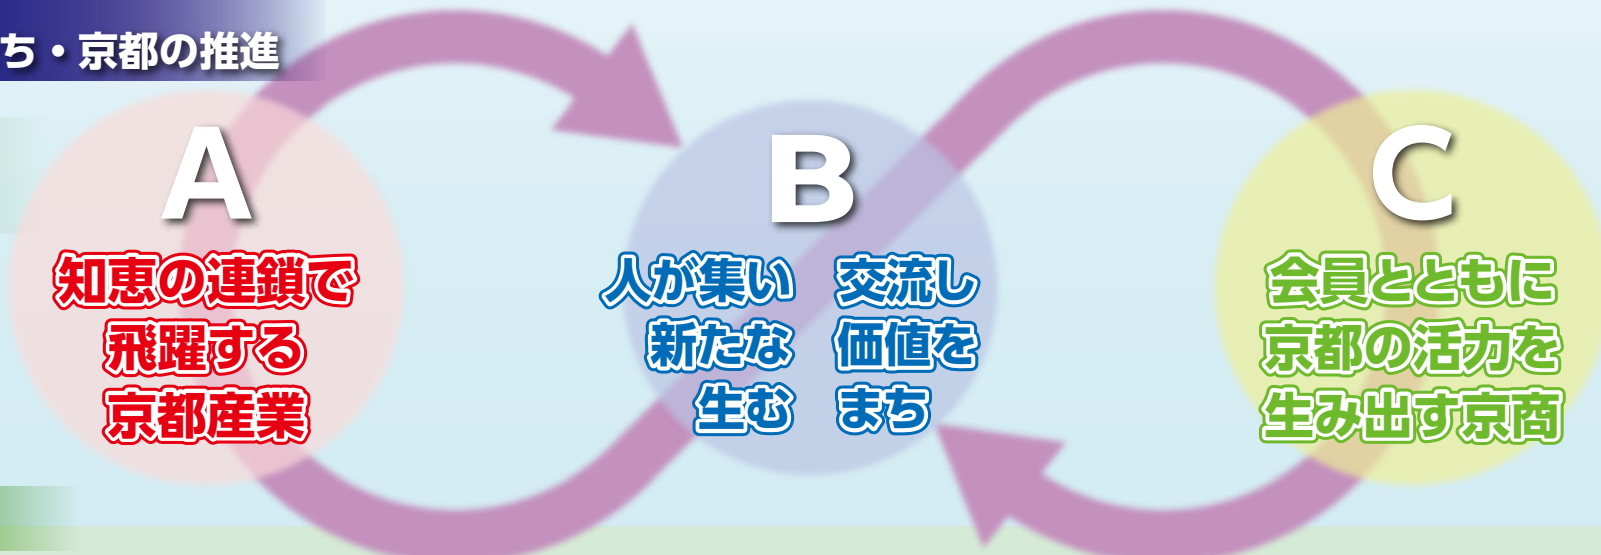 ち・京都の推進
A
知恵の連鎖で
飛躍する
京都産業
B
人が集い　交流し
新たな　価値を
生む　まち
C
会員とともに
京都の活力を
生み出す京商